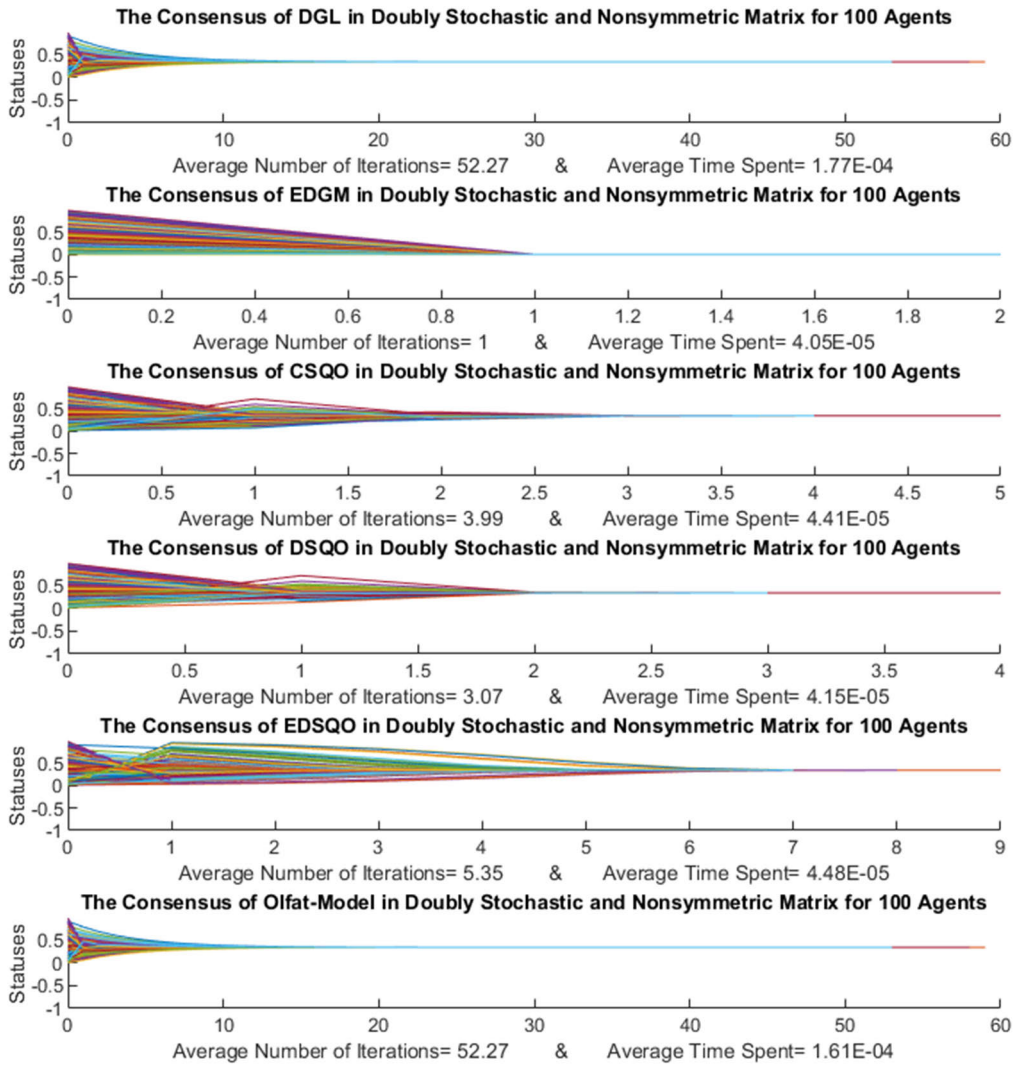 The Consensus of DGL in Doubly Stochastic and Nonsymmetric Matrix for 100 Agents
Statuses
0.5
0
-0.5
-1
0 10 20 30 40 50 60
Average Number of Iterations= 52.27 & Average Time Spent= 1.77E-04
The Consensus of EDGM in Doubly Stochastic and Nonsymmetric Matrix for 100 Agents
Statuses
0.5
0
-0.5
-1
0 0.2 0.4 0.6 0.8 1 1.2 1.4 1.6 1.8 2
Average Number of Iterations= 1 & Average Time Spent= 4.05E-05
The Consensus of CSQO in Doubly Stochastic and Nonsymmetric Matrix for 100 Agents
Statuses
0.5
0
-0.5
-1
0 0.5 1 1.5 2 2.5 3 3.5 4 4.5 5
Average Number of Iterations= 3.99 & Average Time Spent= 4.41E-05
The Consensus of DSQO in Doubly Stochastic and Nonsymmetric Matrix for 100 Agents
Statuses
0.5
0
-0.5
-1
0 0.5 1 1.5 2 2.5 3 3.5 4
Average Number of Iterations= 3.07 & Average Time Spent= 4.15E-05
The Consensus of EDSQO in Doubly Stochastic and Nonsymmetric Matrix for 100 Agents
Statuses
0.5
0
-0.5
-1
0 1 2 3 4 5 6 7 8 9
Average Number of Iterations= 5.35 & Average Time Spent= 4.48E-05
The Consensus of Olfat-Model in Doubly Stochastic and Nonsymmetric Matrix for 100 Agents
Statuses
0.5
0
-0.5
-1
0 10 20 30 40 50 60
Average Number of Iterations= 52.27 & Average Time Spent= 1.61E-04